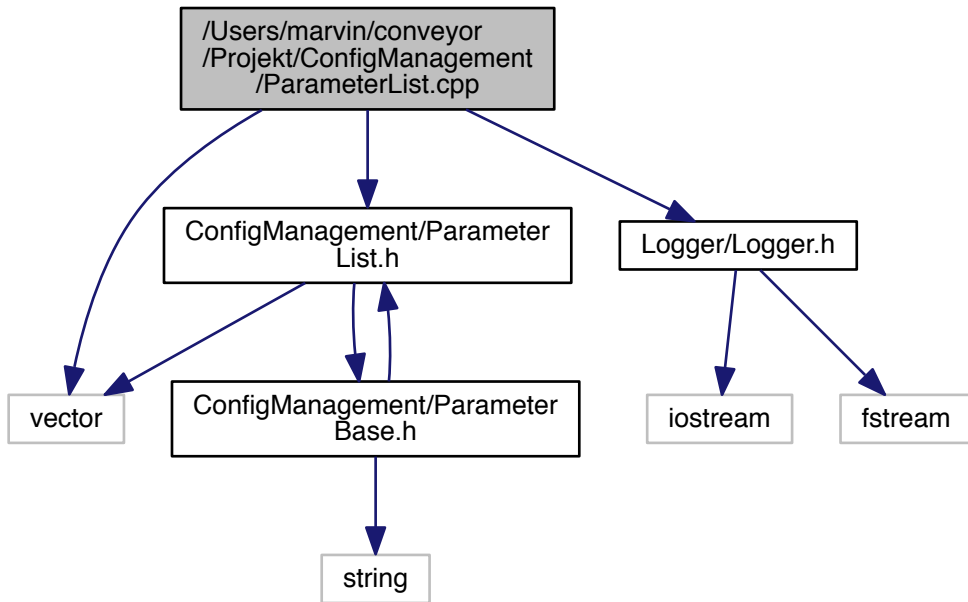 /Users/marvin/conveyor
/Projekt/ConfigManagement
/ParameterList.cpp
ConfigManagement/Parameter
List.h
Logger/Logger.h
vector
ConfigManagement/Parameter
Base.h
iostream
fstream
string